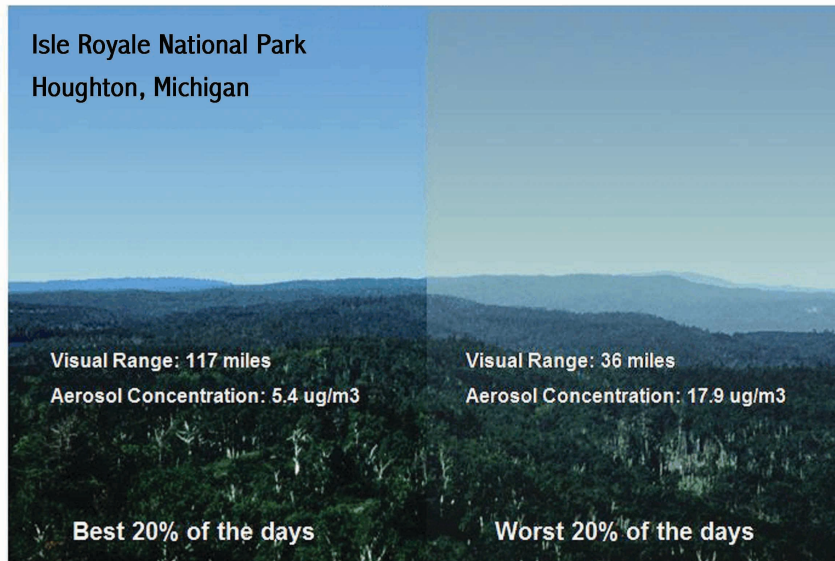 Isle Royale National Park
Houghton, Michigan
Visual Range: 117 miles
Aerosol Concentration: 5.4 ug/m3
Best 20% of the days
Visual Range: 36 miles
Aerosol Concentration: 17.9 ug/m3
Worst 20% of the days